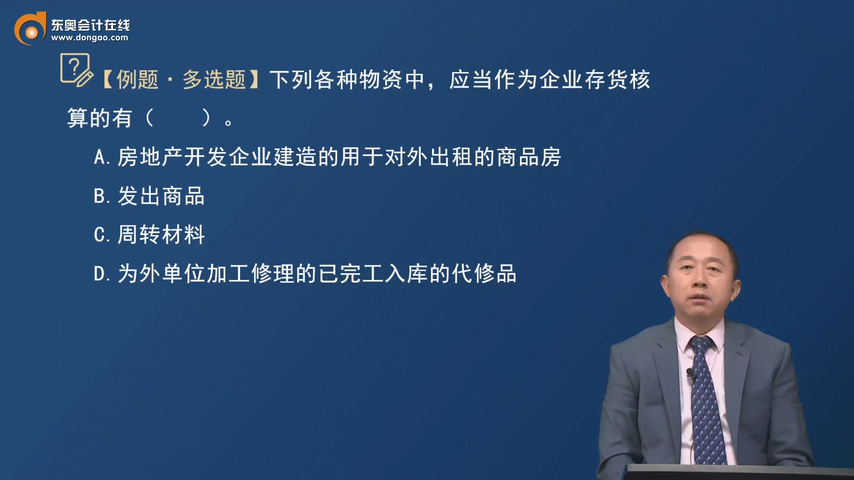 东奥会计在线
www.dongao.com
【例题·多选题】下列各种物资中，应当作为企业存货核
算的有（　　）。
A.房地产开发企业建造的用于对外出租的商品房
B.发出商品
C.周转材料
D.为外单位加工修理的已完工入库的代修品